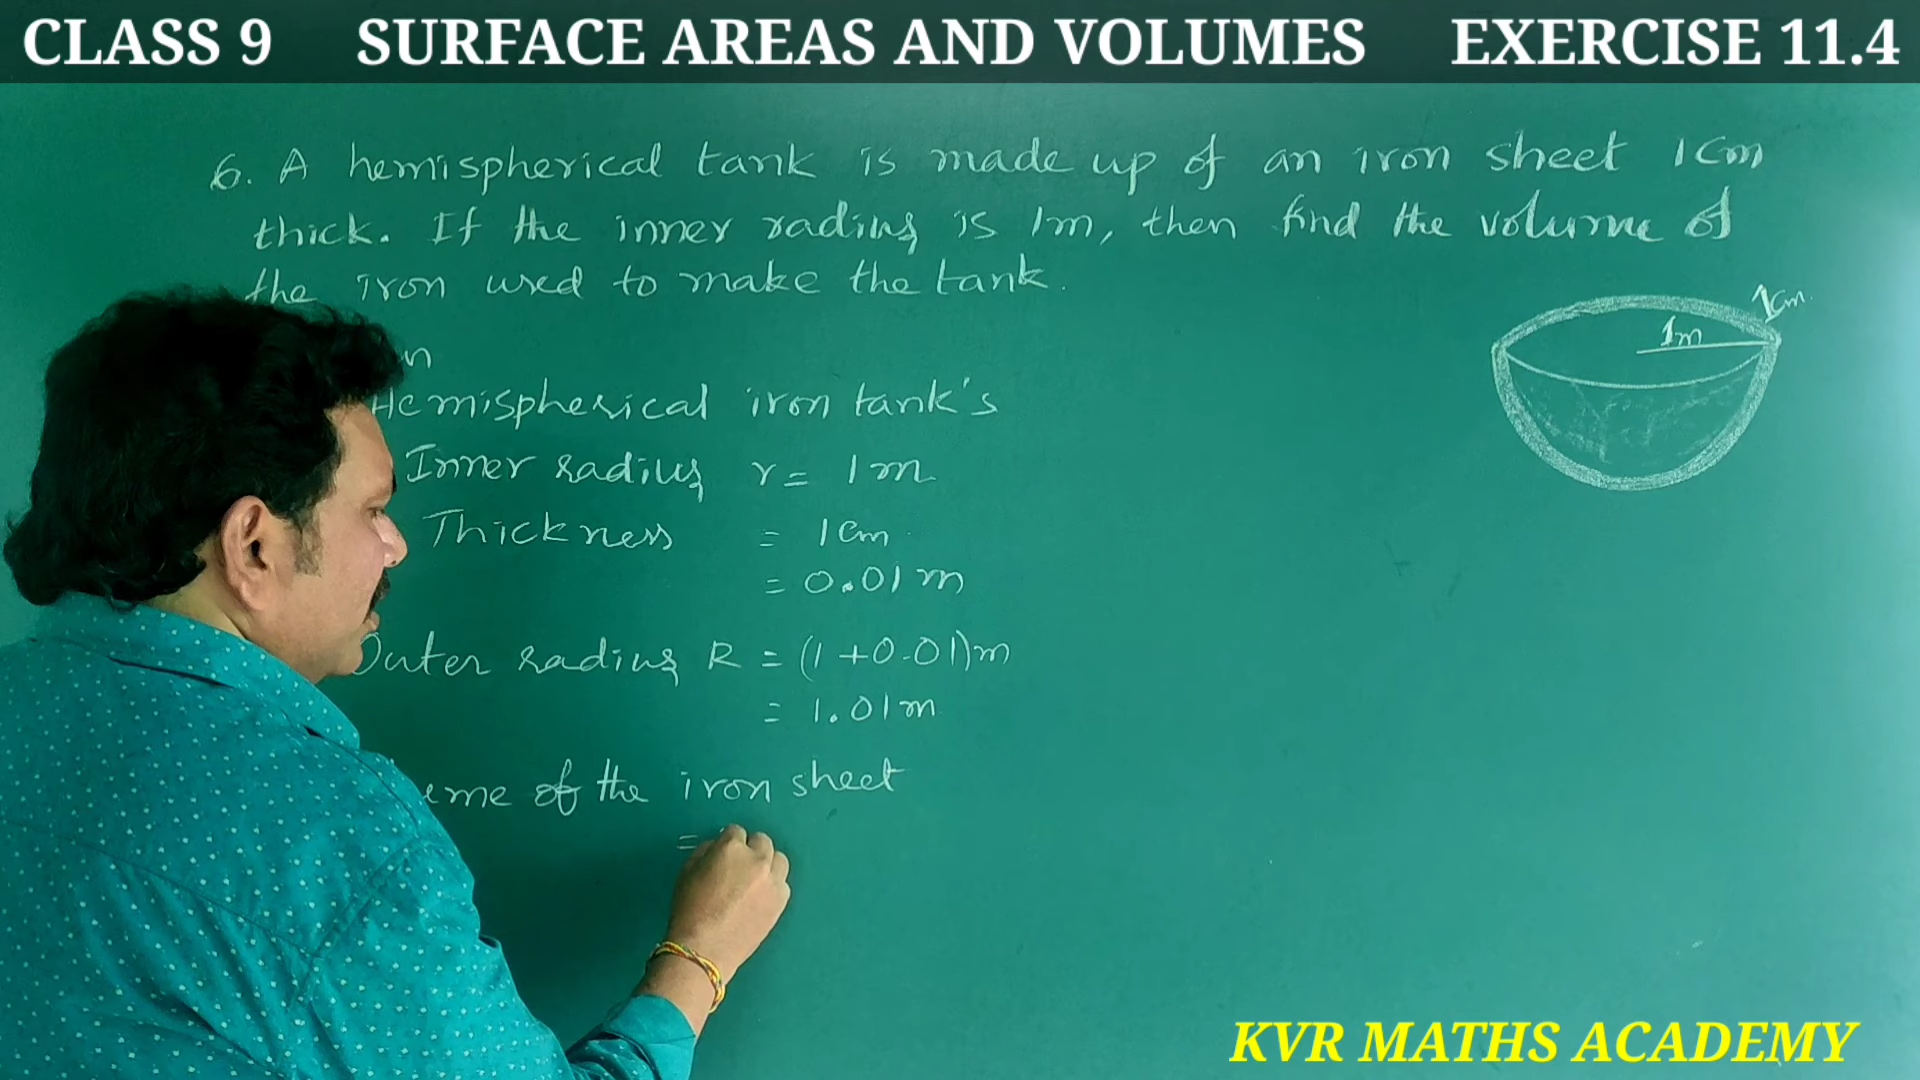 CLASS 9 SURFACE AREAS AND VOLUMES EXERCISE 11.4
6. A hemispherical tank is made up of an iron sheet 1cm
thick. If the inner radius is 1m, then find the volume of
the iron used to make the tank.
1cm.
1m
Hemispherical iron tank's
Inner radius r = 1m
Thickness = 1cm.
= 0.01m
Outer radius R = (1+0.01)m
= 1.01m
of the iron sheet
=
KVR MATHS ACADEMY